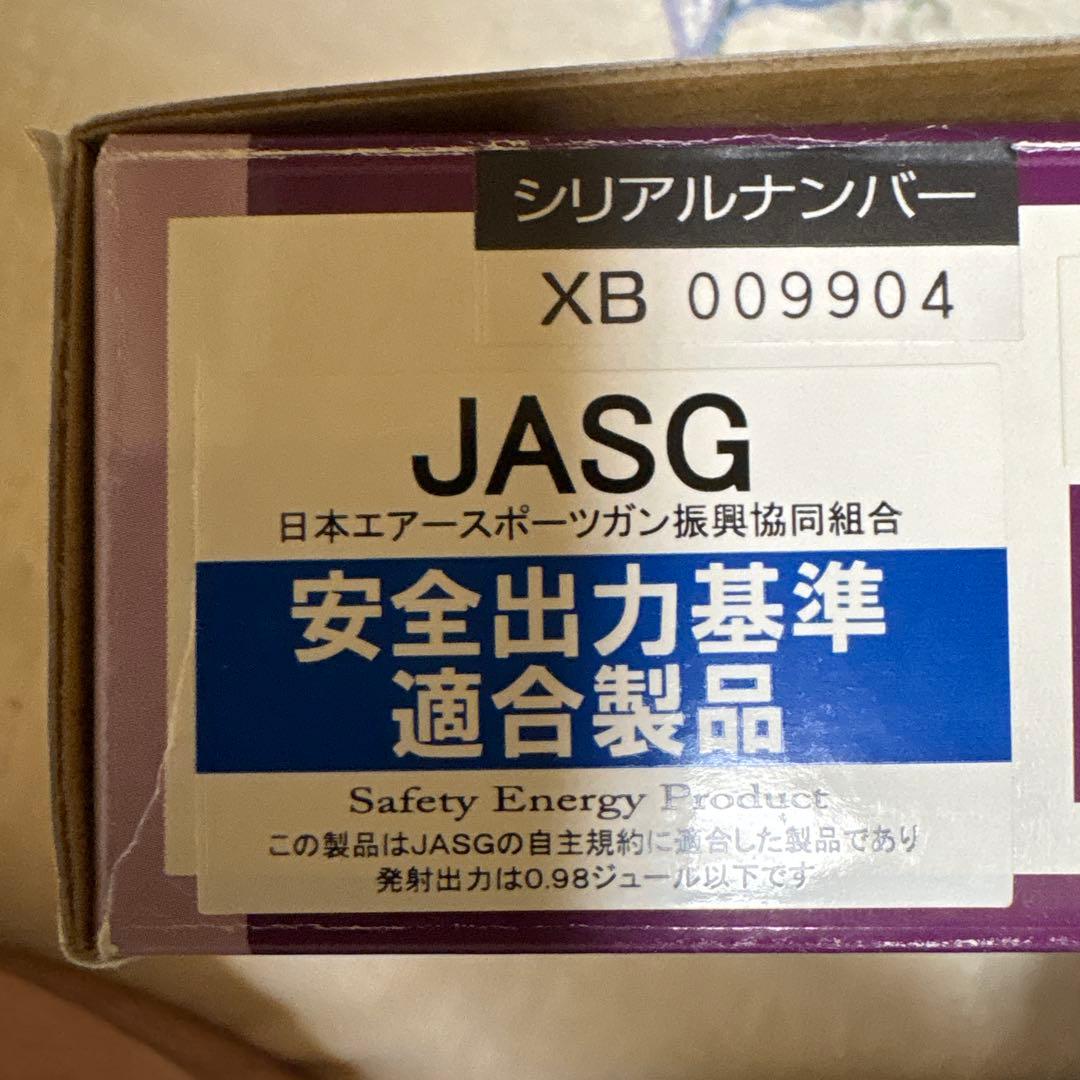 シリアルナンバー
XB 009904
JASG
日本エアースポーツガン振興協同組合
安全出力基準
適合製品
Safety Energy Product
この製品はJASGの自主規約に適合した製品であり
発射出力は0.98ジュール以下です